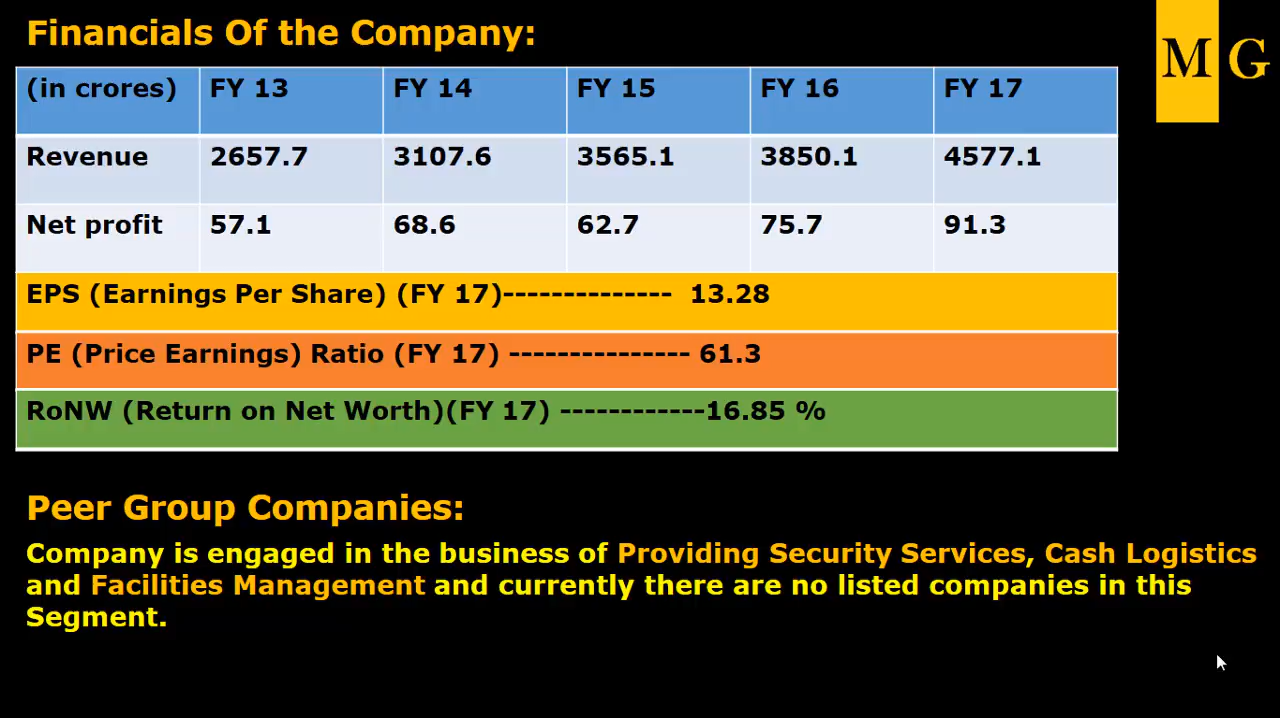 Financials Of the Company:
M G
(in crores) FY 13 FY 14 FY 15 FY 16 FY 17
Revenue 2657.7 3107.6 3565.1 3850.1 4577.1
Net profit 57.1 68.6 62.7 75.7 91.3
EPS (Earnings Per Share) (FY 17)-------------- 13.28
PE (Price Earnings) Ratio (FY 17) --------------- 61.3
RoNW (Return on Net Worth)(FY 17) ------------16.85 %
Peer Group Companies:
Company is engaged in the business of Providing Security Services, Cash Logistics
and Facilities Management and currently there are no listed companies in this
Segment.